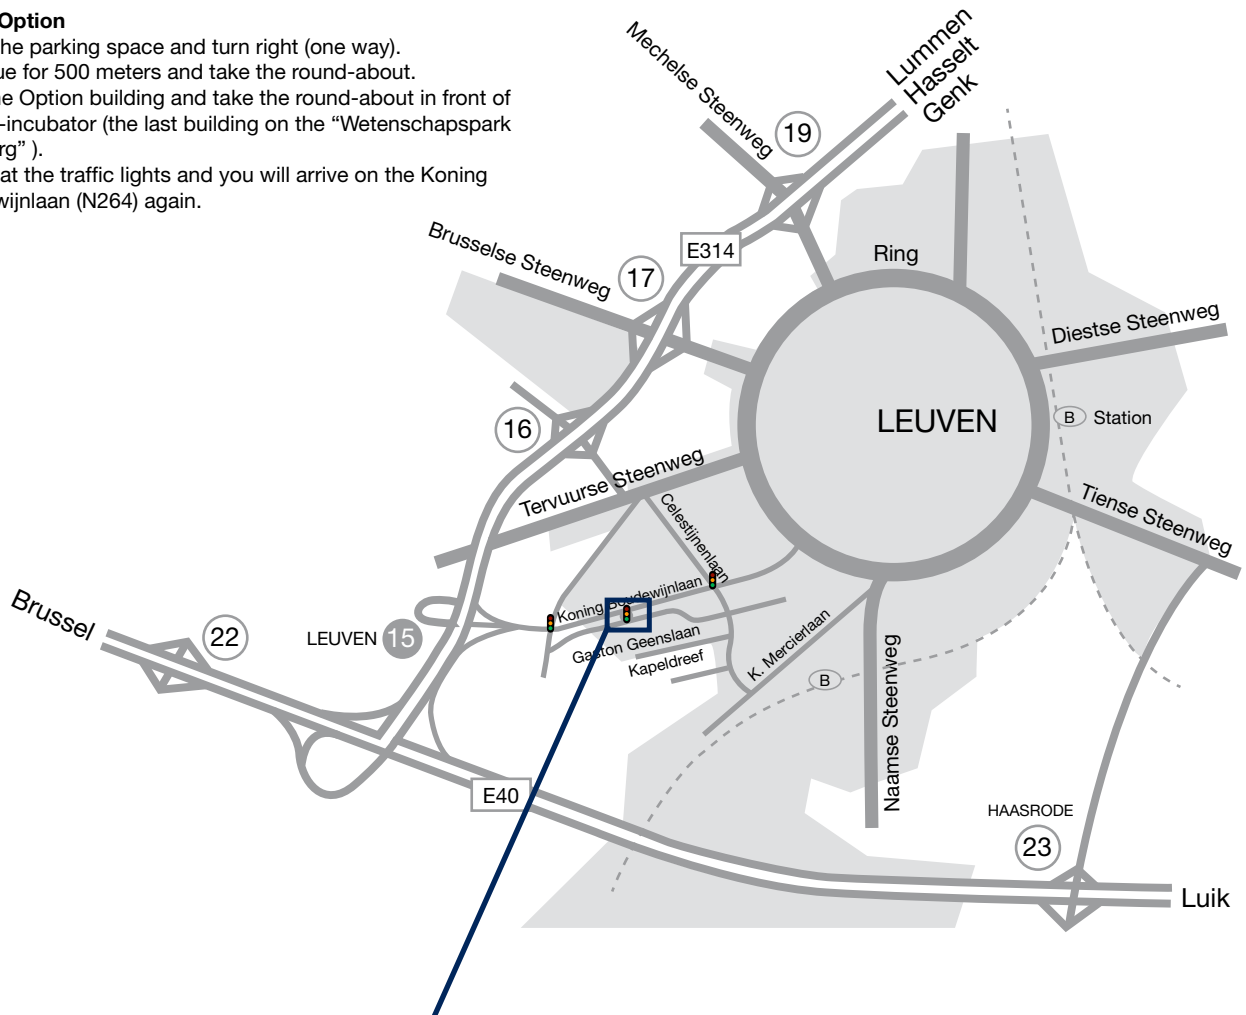 Option
he parking space and turn right (one way).
ue for 500 meters and take the round-about.
ne Option building and take the round-about in front of
-incubator (the last building on the “Wetenschapspark
rg” ).
at the traffic lights and you will arrive on the Koning
wijnlaan (N264) again.
Mechelse Steenweg
19
Lummen
Hasselt
Genk
Brusselse Steenweg
17
E314
Ring
Diestse Steenweg
16
LEUVEN
B
Station
Tervuurse Steenweg
Celestijnenlaan
Tiense Steenweg
Koning Boudewijnlaan
Brussel
22
LEUVEN
15
Gaston Geenslaan
Kapeldreef
K. Mercierlaan
B
Naamse Steenweg
E40
HAASRODE
23
Luik